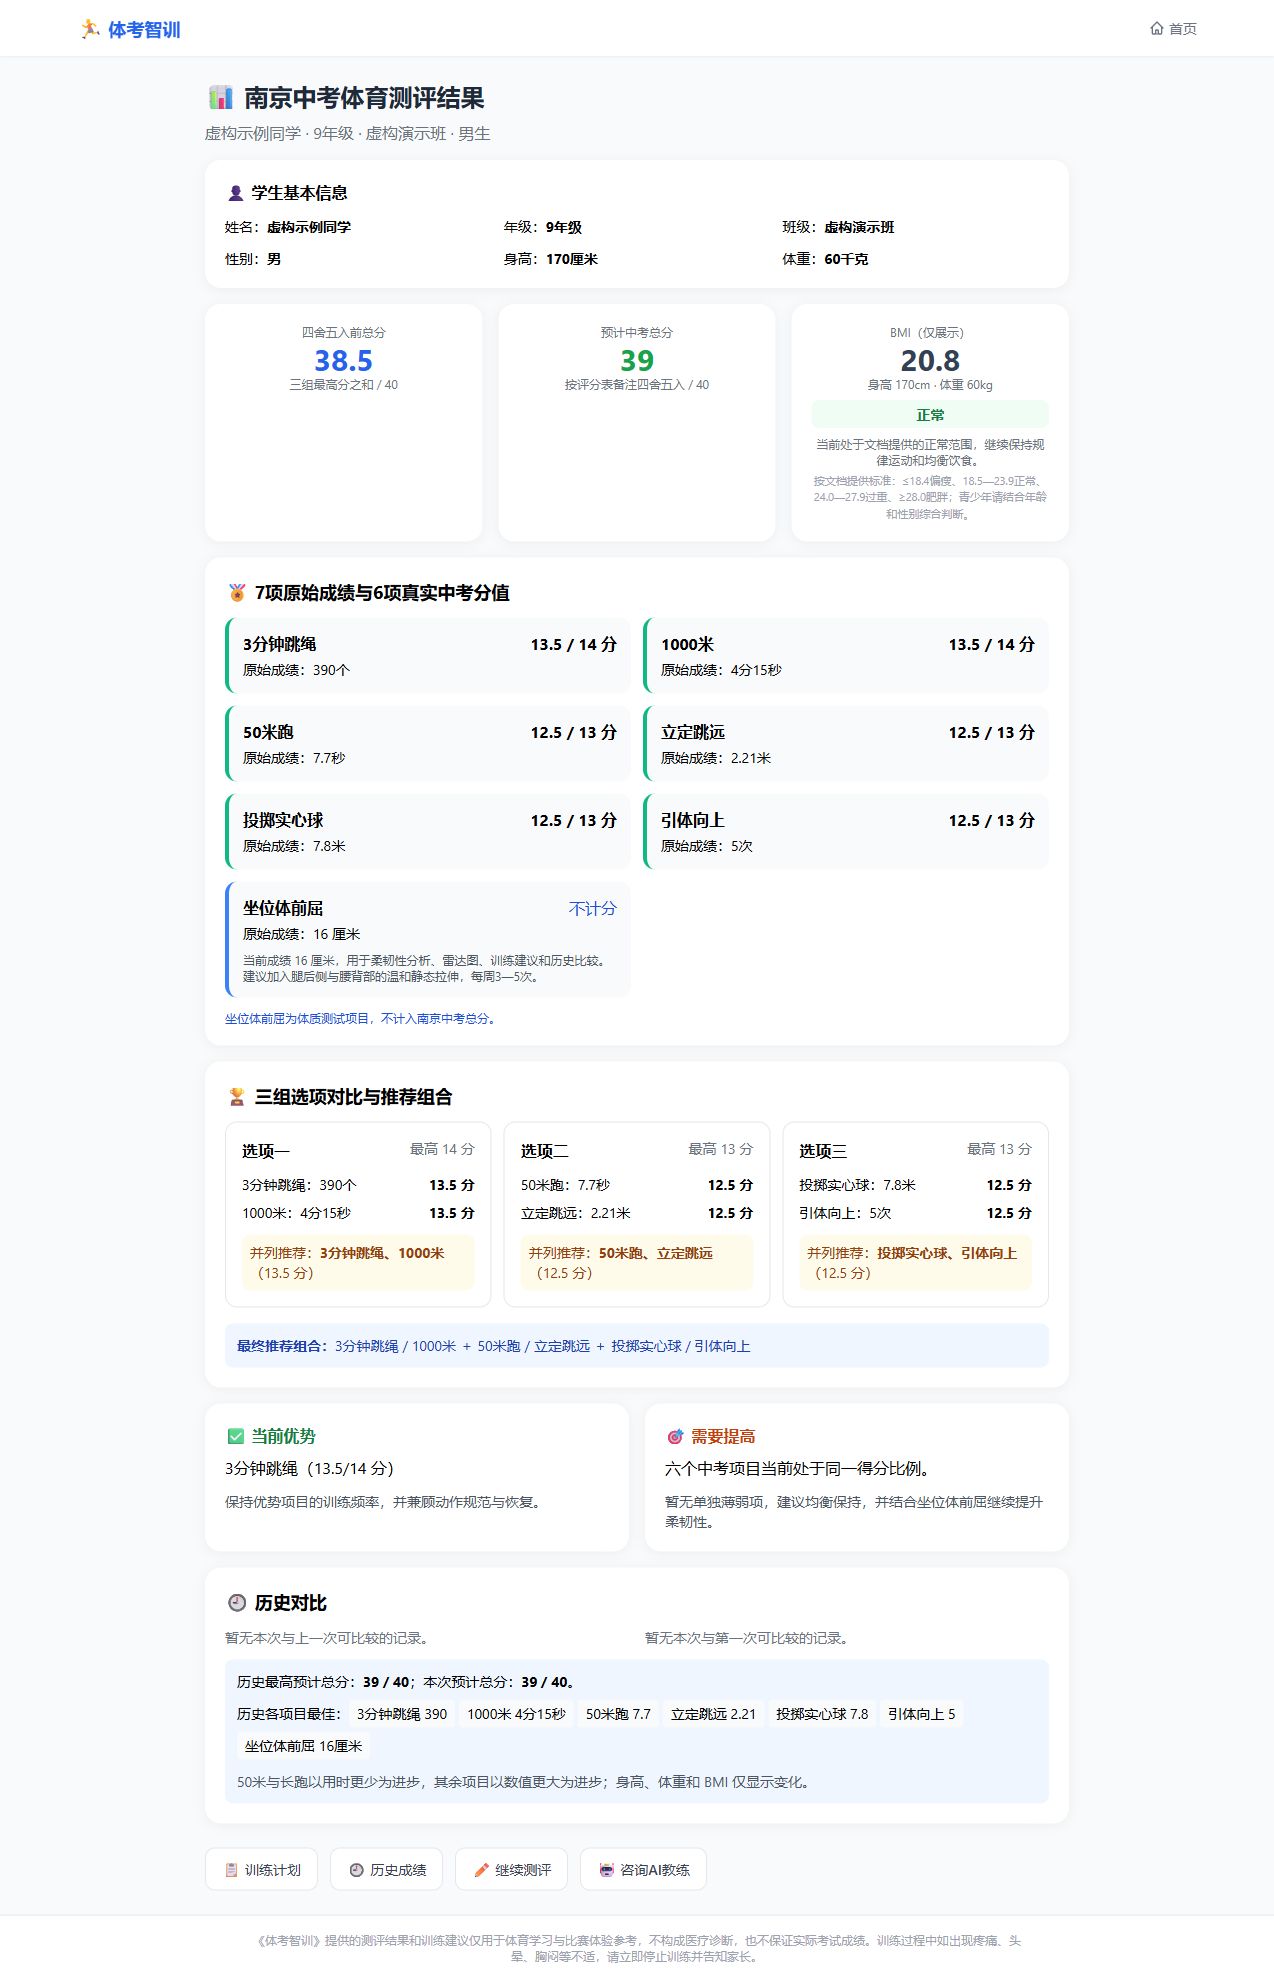 体考智训
首页
南京中考体育测评结果
虚构示例同学 · 9年级 · 虚构演示班 · 男生
学生基本信息
姓名：虚构示例同学
年级：9年级
班级：虚构演示班
性别：男
身高：170厘米
体重：60千克
四舍五入前总分
38.5
三组最高分之和 / 40
预计中考总分
39
按评分表备注四舍五入 / 40
BMI（仅展示）
20.8
身高 170cm · 体重 60kg
正常
当前处于文档提供的正常范围，继续保持规
律运动和均衡饮食。
按文档提供标准：≤18.4偏瘦、18.5—23.9正常、
24.0—27.9过重、≥28.0肥胖；青少年请结合年龄
和性别综合判断。
7项原始成绩与6项真实中考分值
3分钟跳绳
13.5 / 14 分
原始成绩：390个
1000米
13.5 / 14 分
原始成绩：4分15秒
50米跑
12.5 / 13 分
原始成绩：7.7秒
立定跳远
12.5 / 13 分
原始成绩：2.21米
投掷实心球
12.5 / 13 分
原始成绩：7.8米
引体向上
12.5 / 13 分
原始成绩：5次
坐位体前屈
不计分
原始成绩：16 厘米
当前成绩 16 厘米，用于柔韧性分析、雷达图、训练建议和历史比较。
建议加入腿后侧与腰背部的温和静态拉伸，每周3—5次。
坐位体前屈为体质测试项目，不计入南京中考总分。
三组选项对比与推荐组合
选项一
最高 14 分
3分钟跳绳：390个
13.5 分
1000米：4分15秒
13.5 分
并列推荐：3分钟跳绳、1000米
（13.5 分）
选项二
最高 13 分
50米跑：7.7秒
12.5 分
立定跳远：2.21米
12.5 分
并列推荐：50米跑、立定跳远
（12.5 分）
选项三
最高 13 分
投掷实心球：7.8米
12.5 分
引体向上：5次
12.5 分
并列推荐：投掷实心球、引体向上
（12.5 分）
最终推荐组合：3分钟跳绳 / 1000米 + 50米跑 / 立定跳远 + 投掷实心球 / 引体向上
当前优势
3分钟跳绳（13.5/14 分）
保持优势项目的训练频率，并兼顾动作规范与恢复。
需要提高
六个中考项目当前处于同一得分比例。
暂无单独薄弱项，建议均衡保持，并结合坐位体前屈继续提升
柔韧性。
历史对比
暂无本次与上一次可比较的记录。
暂无本次与第一次可比较的记录。
历史最高预计总分：39 / 40；本次预计总分：39 / 40。
历史各项目最佳： 3分钟跳绳 390 1000米 4分15秒 50米跑 7.7 立定跳远 2.21 投掷实心球 7.8 引体向上 5
坐位体前屈 16厘米
50米与长跑以用时更少为进步，其余项目以数值更大为进步；身高、体重和 BMI 仅显示变化。
训练计划
历史成绩
继续测评
咨询AI教练
《体考智训》提供的测评结果和训练建议仅用于体育学习与比赛体验参考，不构成医疗诊断，也不保证实际考试成绩。训练过程中如出现疼痛、头
晕、胸闷等不适，请立即停止训练并告知家长。